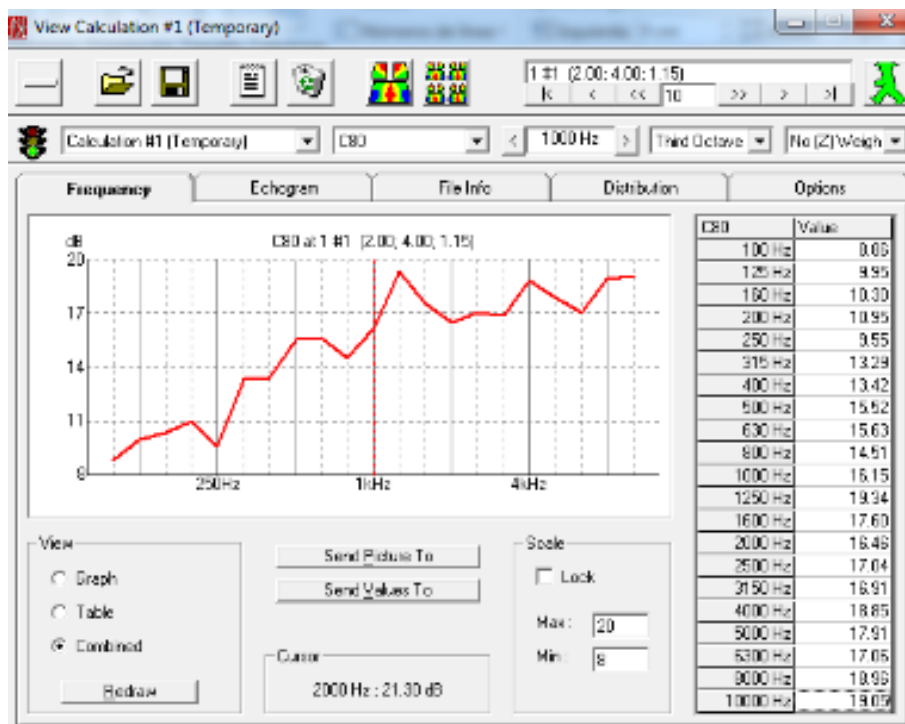 View Calculation #1 (Temporary)
1 #1 (2.00; 4.00; 1.15)
|< < << 10 >> > >|
Calculation #1 (Temporary) C80 < 1000 Hz > Third Octave No (Z) Weigh
Frequency Echogram File Info Distribution Options
dB C80 at 1 #1 (2.00; 4.00; 1.15)
20
17
14
11
8
250Hz 1kHz 4kHz
C80 Value
100 Hz
125 Hz 9.95
160 Hz 10.30
200 Hz 10.95
250 Hz 9.55
315 Hz 13.29
400 Hz 13.42
500 Hz 15.52
630 Hz 15.63
800 Hz 14.51
1000 Hz 16.15
1250 Hz 19.34
1600 Hz 17.60
2000 Hz 16.46
2500 Hz 17.04
3150 Hz 16.91
4000 Hz 18.85
5000 Hz 17.91
6300 Hz 17.06
8000 Hz 18.96
10000 Hz 19.05
View
Graph
Table
Combined
Redraw
Send Picture To
Send Values To
Cursor
2000 Hz : 21.30 dB
Scale
Lock
Max : 20
Min : 8